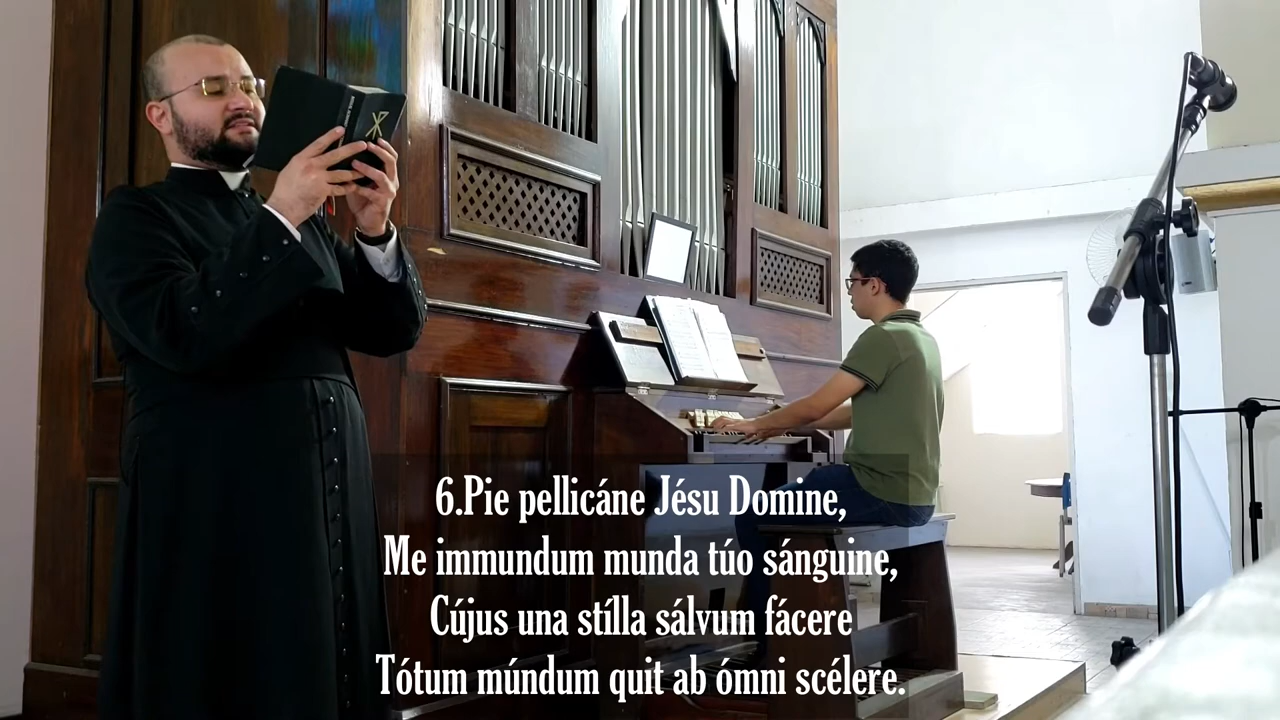 6.Pie pellicáne Jésu Domine,
Me immundum munda túo sánguine,
Cújus una stílla sálvum fácere
Tótum múndum quit ab ómni scélere.